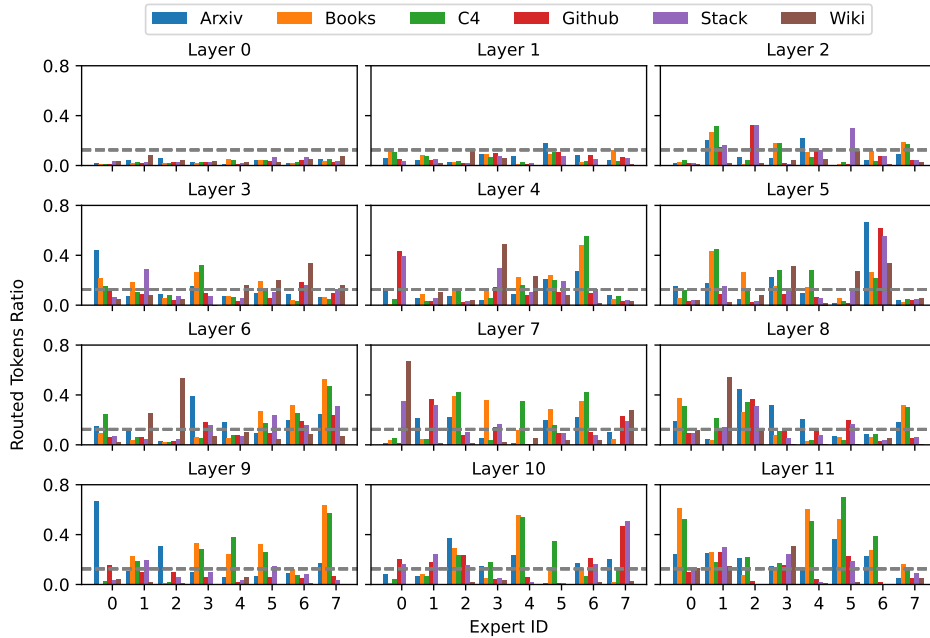 Arxiv Books C4 Github Stack Wiki
Layer 0 Layer 1 Layer 2
0.8
0.4
0.0
Layer 3 Layer 4 Layer 5
0.8
0.4
0.0
Layer 6 Layer 7 Layer 8
0.8
0.4
0.0
Layer 9 Layer 10 Layer 11
0.8
0.4
0.0
0 1 2 3 4 5 6 7 0 1 2 3 4 5 6 7 0 1 2 3 4 5 6 7
Routed Tokens Ratio
Expert ID